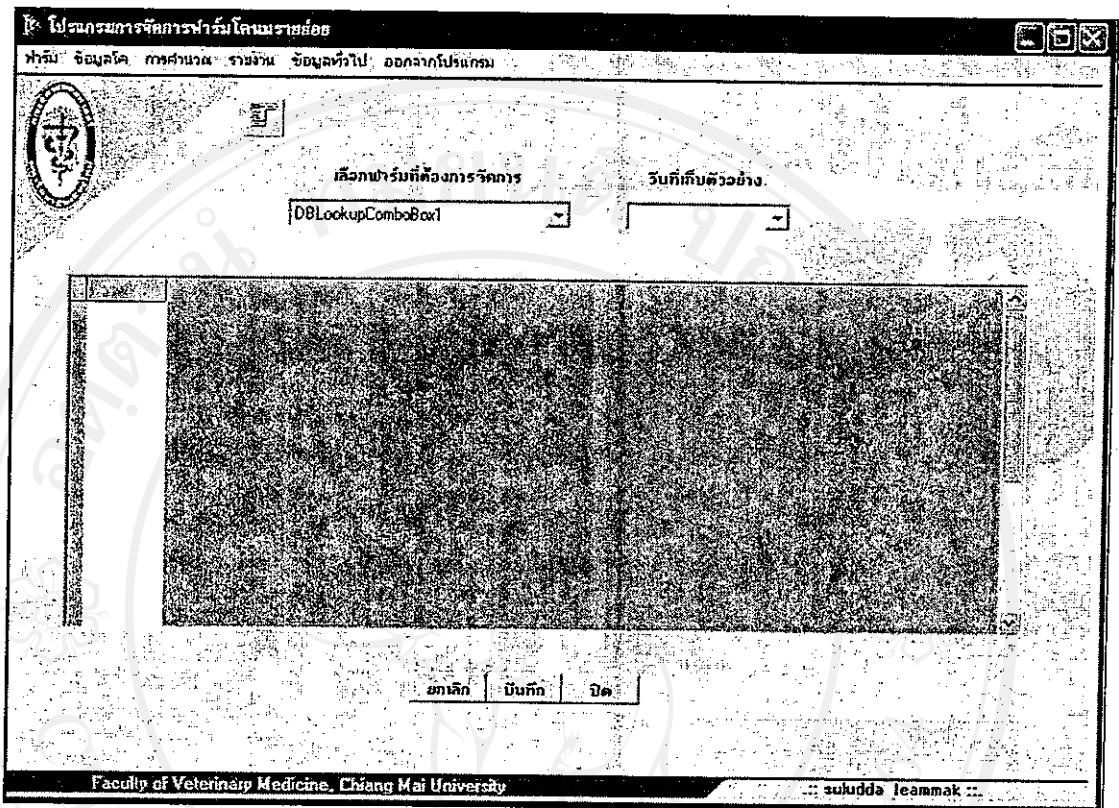 โปรแกรมการจัดการฟาร์มโคนมรายย่อย
ฟาร์ม ข้อมูลโค การคำนวณ รายงาน ข้อมูลทั่วไป ออกจากโปรแกรม
เลือกฟาร์มที่ต้องการจัดการ วันที่เก็บตัวอย่าง
DBLookupComboBox1
ยกเลิก บันทึก ปิด
Faculty of Veterinary Medicine, Chiang Mai University
.:: suludda leammak ::.